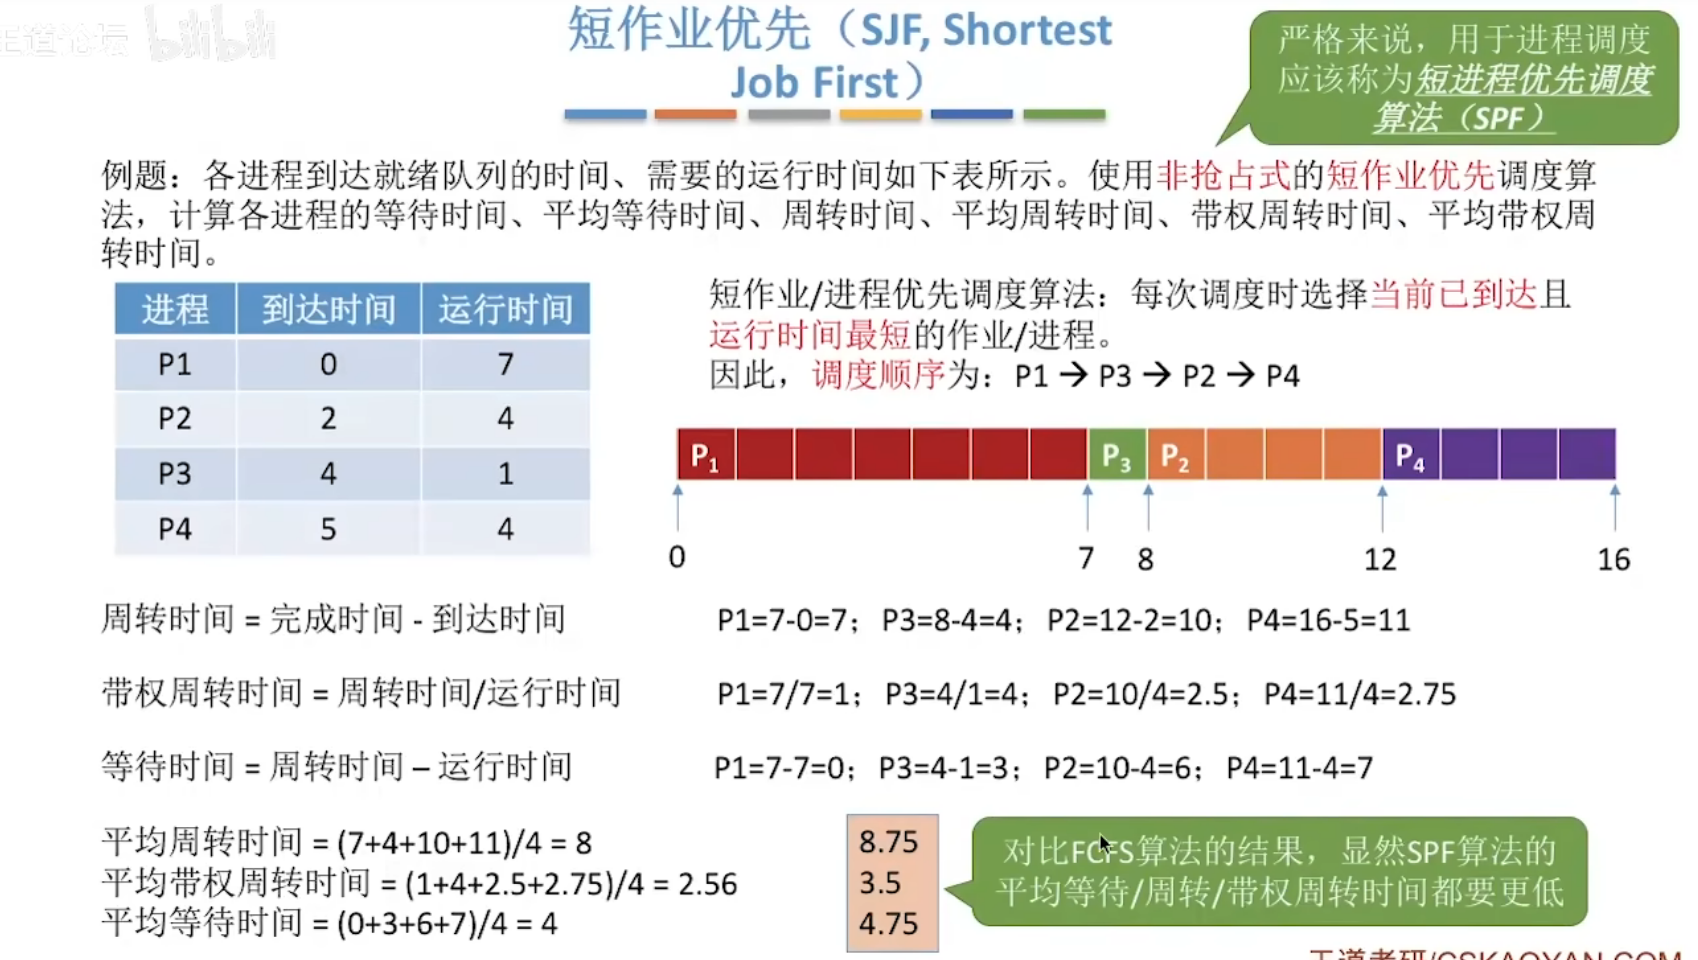 王道论坛 bilibili
短作业优先（SJF, Shortest
Job First）
严格来说，用于进程调度
应该称为短进程优先调度
算法（SPF）
例题：各进程到达就绪队列的时间、需要的运行时间如下表所示。使用非抢占式的短作业优先调度算
法，计算各进程的等待时间、平均等待时间、周转时间、平均周转时间、带权周转时间、平均带权周
转时间。
进程 到达时间 运行时间
P1 0 7
P2 2 4
P3 4 1
P4 5 4
短作业/进程优先调度算法：每次调度时选择当前已到达且
运行时间最短的作业/进程。
因此，调度顺序为：P1 → P3 → P2 → P4
P₁ P₃ P₂ P₄
0 7 8 12 16
周转时间 = 完成时间 - 到达时间
P1=7-0=7；P3=8-4=4；P2=12-2=10；P4=16-5=11
带权周转时间 = 周转时间/运行时间
P1=7/7=1；P3=4/1=4；P2=10/4=2.5；P4=11/4=2.75
等待时间 = 周转时间 – 运行时间
P1=7-7=0；P3=4-1=3；P2=10-4=6；P4=11-4=7
平均周转时间 = (7+4+10+11)/4 = 8
平均带权周转时间 = (1+4+2.5+2.75)/4 = 2.56
平均等待时间 = (0+3+6+7)/4 = 4
8.75
3.5
4.75
对比FCFS算法的结果，显然SPF算法的
平均等待/周转/带权周转时间都要更低
王道考研/CSKAOYAN.COM